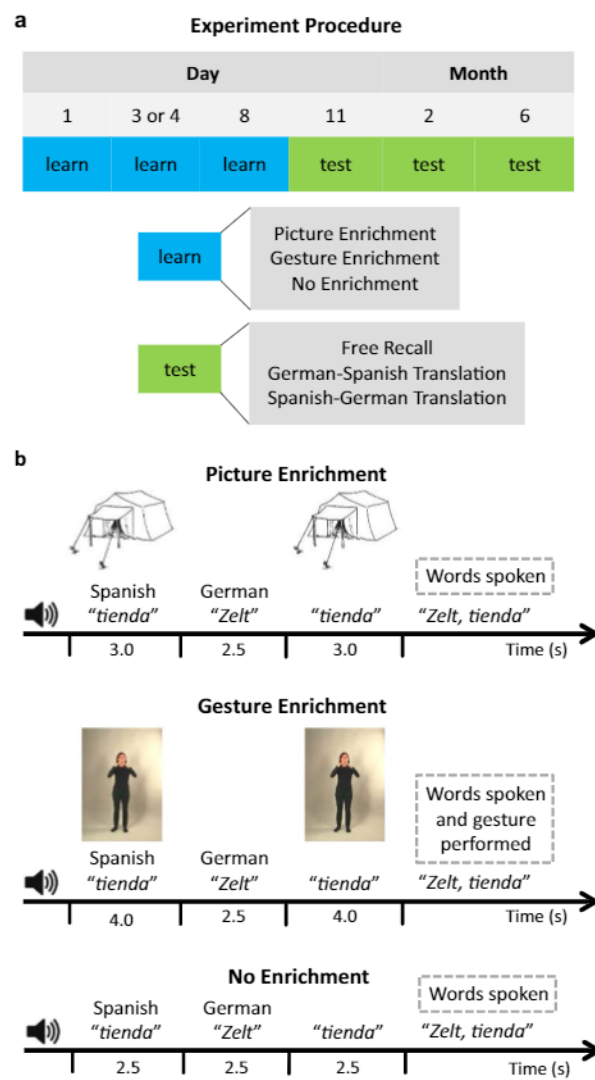 a
Experiment Procedure
Day Month
1 3 or 4 8 11 2 6
learn learn learn test test test
learn
Picture Enrichment
Gesture Enrichment
No Enrichment
test
Free Recall
German-Spanish Translation
Spanish-German Translation
b
Picture Enrichment
Words spoken
Spanish German
“tienda” “Zelt” “tienda” “Zelt, tienda”
3.0 2.5 3.0 Time (s)
Gesture Enrichment
Words spoken
and gesture
performed
Spanish German
“tienda” “Zelt” “tienda” “Zelt, tienda”
4.0 2.5 4.0 Time (s)
No Enrichment
Words spoken
Spanish German
“tienda” “Zelt” “tienda” “Zelt, tienda”
2.5 2.5 2.5 Time (s)